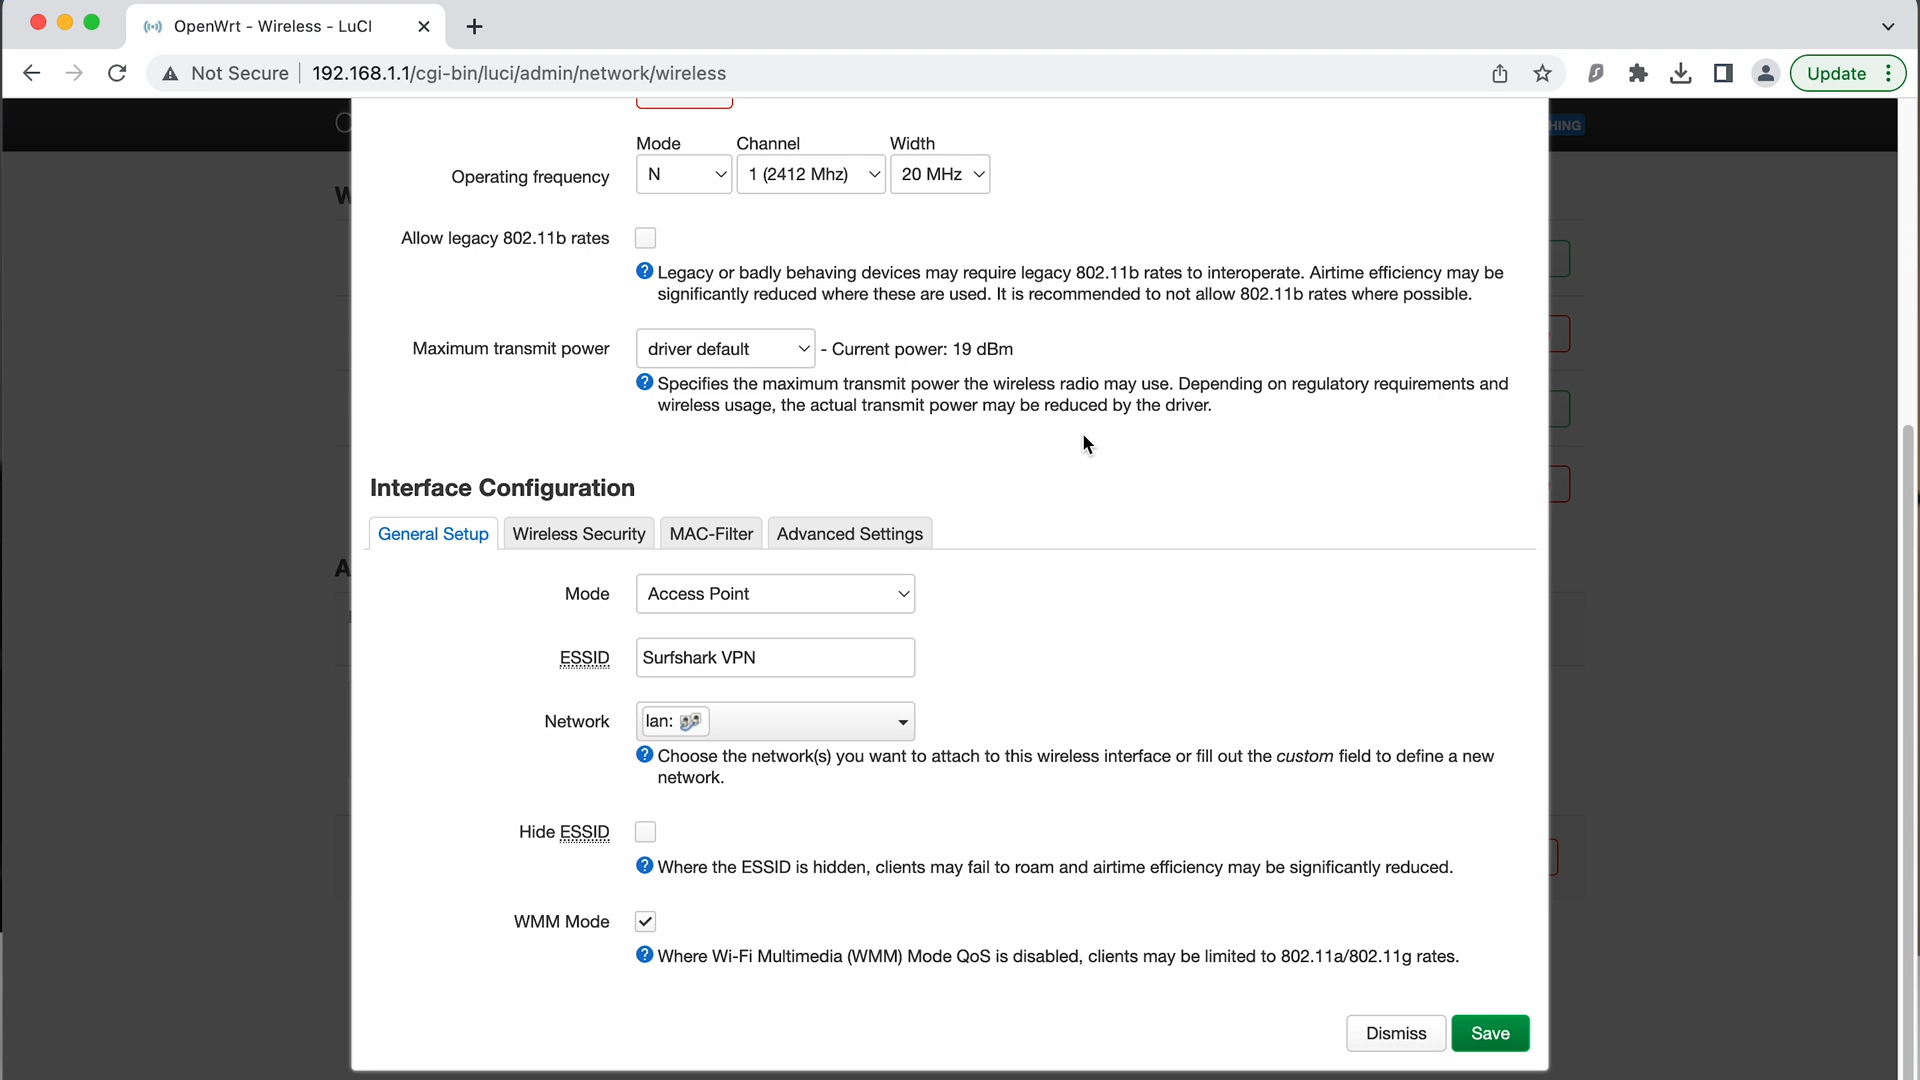 OpenWrt - Wireless - LuCI
Not Secure
192.168.1.1/cgi-bin/luci/admin/network/wireless
Update
HING
Mode Channel Width
Operating frequency N 1 (2412 Mhz) 20 MHz
Allow legacy 802.11b rates
Legacy or badly behaving devices may require legacy 802.11b rates to interoperate. Airtime efficiency may be
significantly reduced where these are used. It is recommended to not allow 802.11b rates where possible.
Maximum transmit power driver default - Current power: 19 dBm
Specifies the maximum transmit power the wireless radio may use. Depending on regulatory requirements and
wireless usage, the actual transmit power may be reduced by the driver.
Interface Configuration
General Setup Wireless Security MAC-Filter Advanced Settings
Mode Access Point
ESSID Surfshark VPN
Network lan:
Choose the network(s) you want to attach to this wireless interface or fill out the custom field to define a new
network.
Hide ESSID
Where the ESSID is hidden, clients may fail to roam and airtime efficiency may be significantly reduced.
WMM Mode
Where Wi-Fi Multimedia (WMM) Mode QoS is disabled, clients may be limited to 802.11a/802.11g rates.
Dismiss Save